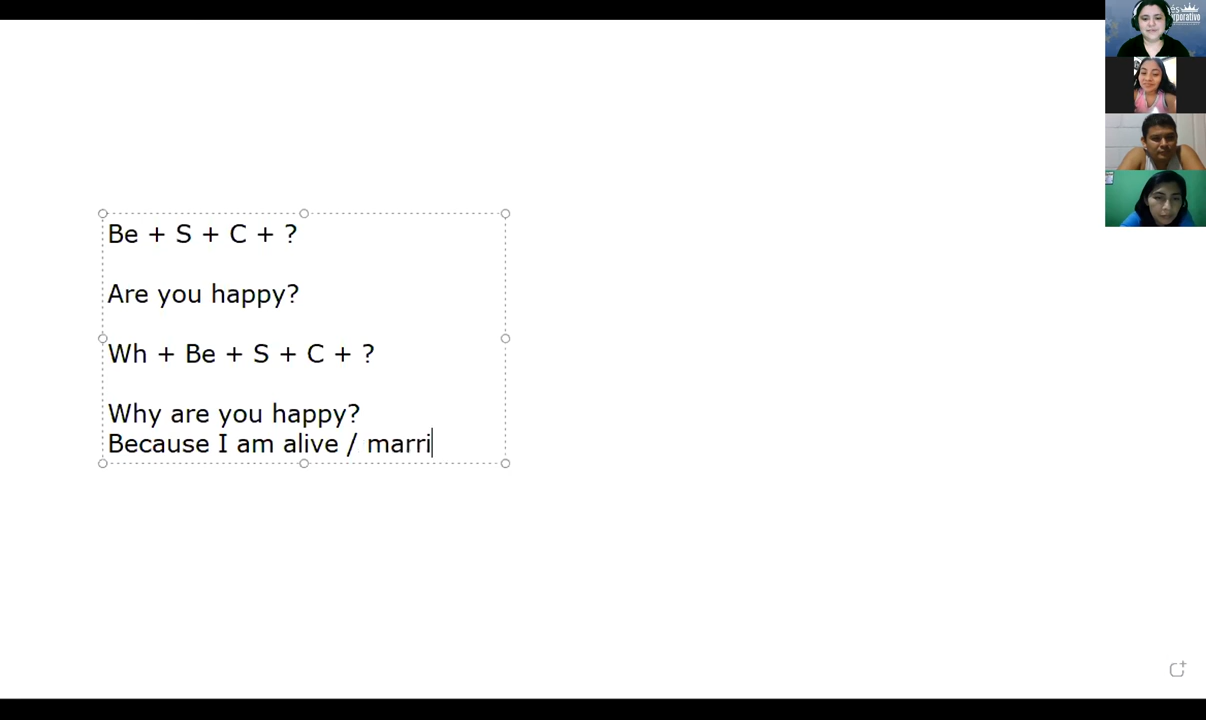 Be + S + C + ?
Are you happy?
Wh + Be + S + C + ?
Why are you happy?
Because I am alive / marri